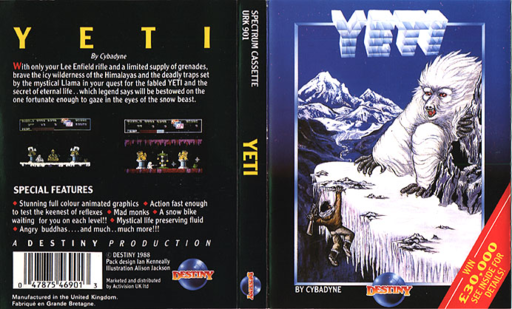 Y E T I
By Cybadyne
With only your Lee Enfield rifle and a limited supply of grenades,
brave the icy wilderness of the Himalayas and the deadly traps set
by the mystical Llama in your quest for the fabled YETI and the
secret of eternal life . . which legend says will be bestowed on the
one fortunate enough to gaze in the eyes of the snow beast.
SPECIAL FEATURES
Stunning full colour animated graphics Action fast enough
to test the keenest of reflexes Mad monks A snow bike
waiting for you on each level!! Mystical life preserving fluid
Angry buddhas. . . .and much . . much more!!!
A DESTINY PRODUCTION
© DESTINY 1988
Pack design Ian Kenneally
Illustration Alison Jackson
Marketed and distributed
by Activision UK ltd
DESTINY
0 47875 46901 3
Manufactured in the United Kingdom.
Fabriqué en Grande Bretagne.
SPECTRUM CASSETTE
URK 901
YETI
DESTINY
YETI
BY CYBADYNE
DESTINY
WIN
£30,000
SEE INSIDE FOR
DETAILS!